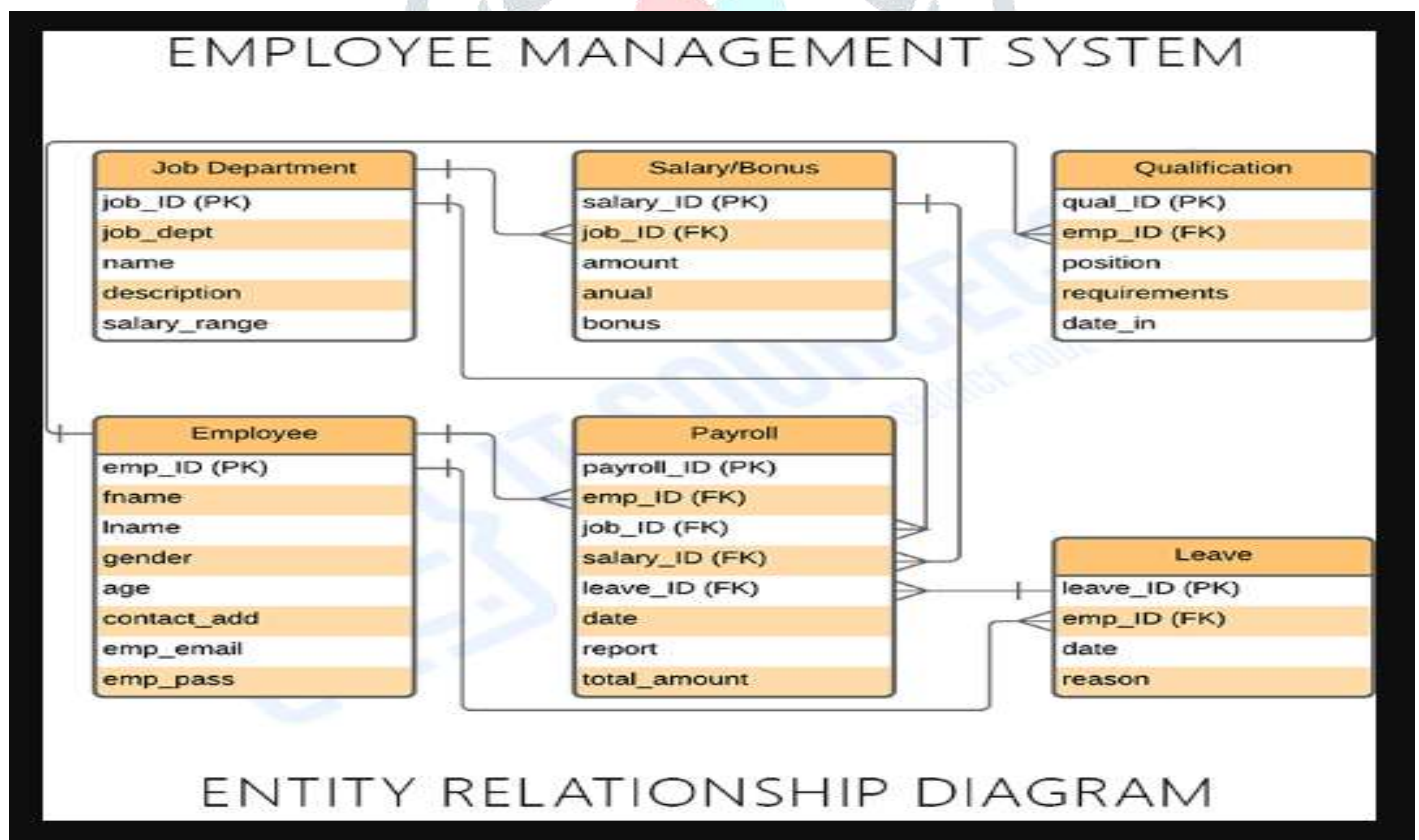 EMPLOYEE MANAGEMENT SYSTEM
Job Department
job_ID (PK)
job_dept
name
description
salary_range
Salary/Bonus
salary_ID (PK)
job_ID (FK)
amount
anual
bonus
Qualification
qual_ID (PK)
emp_ID (FK)
position
requirements
date_in
Employee
emp_ID (PK)
fname
lname
gender
age
contact_add
emp_email
emp_pass
Payroll
payroll_ID (PK)
emp_ID (FK)
job_ID (FK)
salary_ID (FK)
leave_ID (FK)
date
report
total_amount
Leave
leave_ID (PK)
emp_ID (FK)
date
reason
ENTITY RELATIONSHIP DIAGRAM